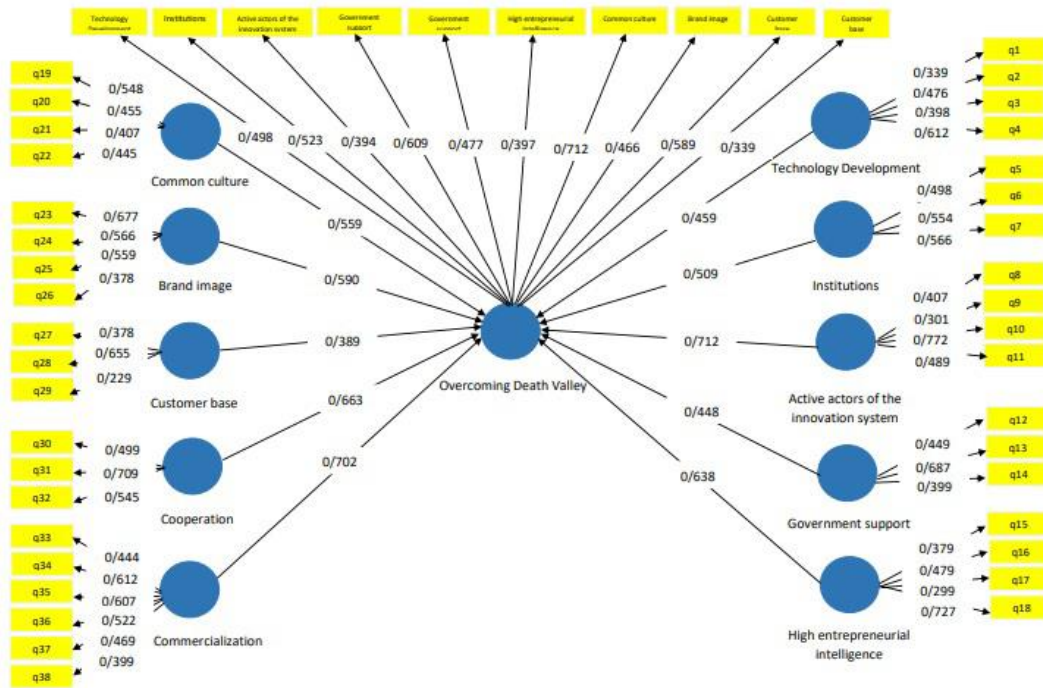 Technology
Institutions
Active actors of the
innovation system
Government
support
Government
support
High entrepreneurial
intelligence
Common culture
Brand image
Customer
base
Customer
base
0/498
0/523
0/394
0/609
0/477
0/397
0/712
0/466
0/589
0/339
q19
q20
q21
q22
0/548
0/455
0/407
0/445
Common culture
0/559
q23
q24
q25
q26
0/677
0/566
0/559
0/378
Brand image
0/590
q27
q28
q29
0/378
0/655
0/229
Customer base
0/389
q30
q31
q32
0/499
0/709
0/545
Cooperation
0/663
q33
q34
q35
q36
q37
q38
0/444
0/612
0/607
0/522
0/469
0/399
Commercialization
0/702
Overcoming Death Valley
q1
q2
q3
q4
0/339
0/476
0/398
0/612
Technology Development
0/459
q5
q6
q7
0/498
0/554
0/566
Institutions
0/509
q8
q9
q10
q11
0/407
0/301
0/772
0/489
Active actors of the
innovation system
0/712
q12
q13
q14
0/449
0/687
0/399
Government support
0/448
q15
q16
q17
q18
0/379
0/479
0/299
0/727
High entrepreneurial
intelligence
0/638